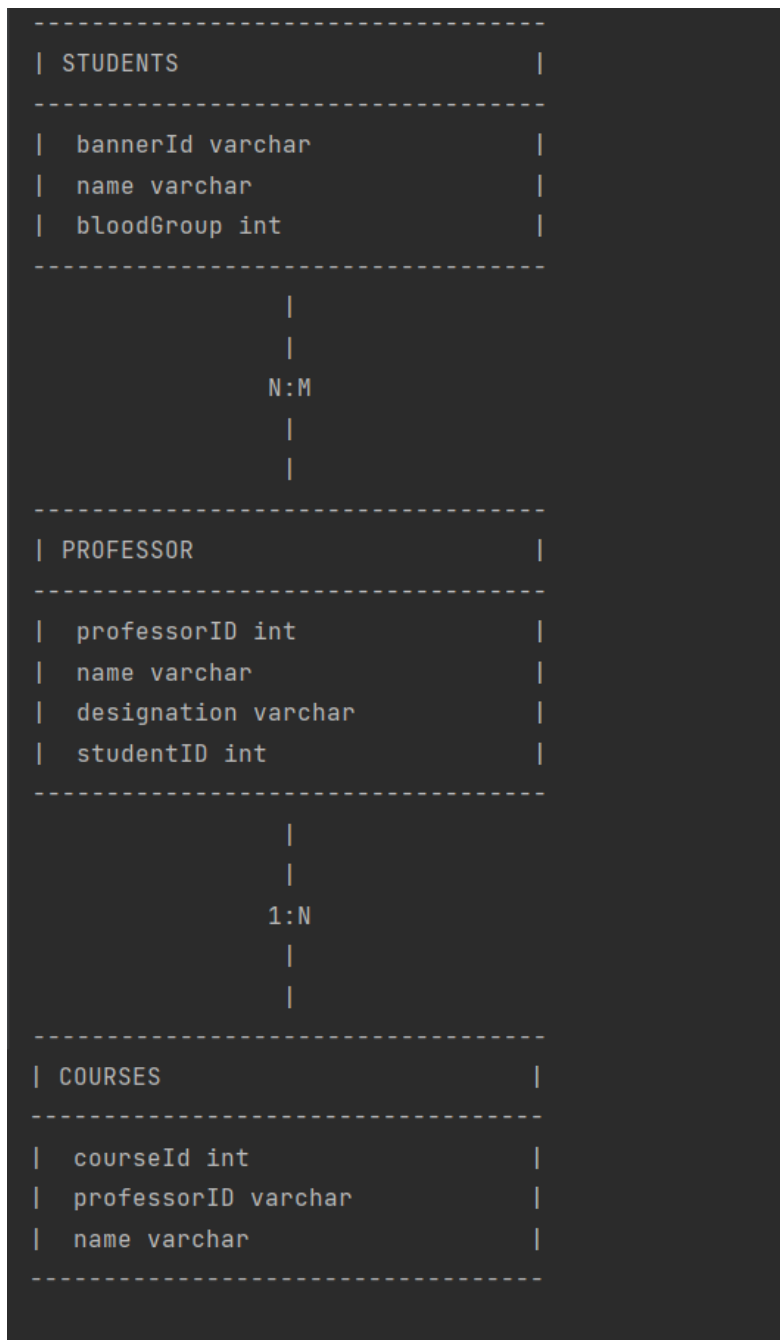 -----------------------------------
| STUDENTS                        |
-----------------------------------
|  bannerId varchar               |
|  name varchar                   |
|  bloodGroup int                 |
-----------------------------------
                 |
                 |
                N:M
                 |
                 |
-----------------------------------
| PROFESSOR                       |
-----------------------------------
|  professorID int                |
|  name varchar                   |
|  designation varchar            |
|  studentID int                  |
-----------------------------------
                 |
                 |
                1:N
                 |
                 |
-----------------------------------
| COURSES                         |
-----------------------------------
|  courseId int                   |
|  professorID varchar            |
|  name varchar                   |
-----------------------------------